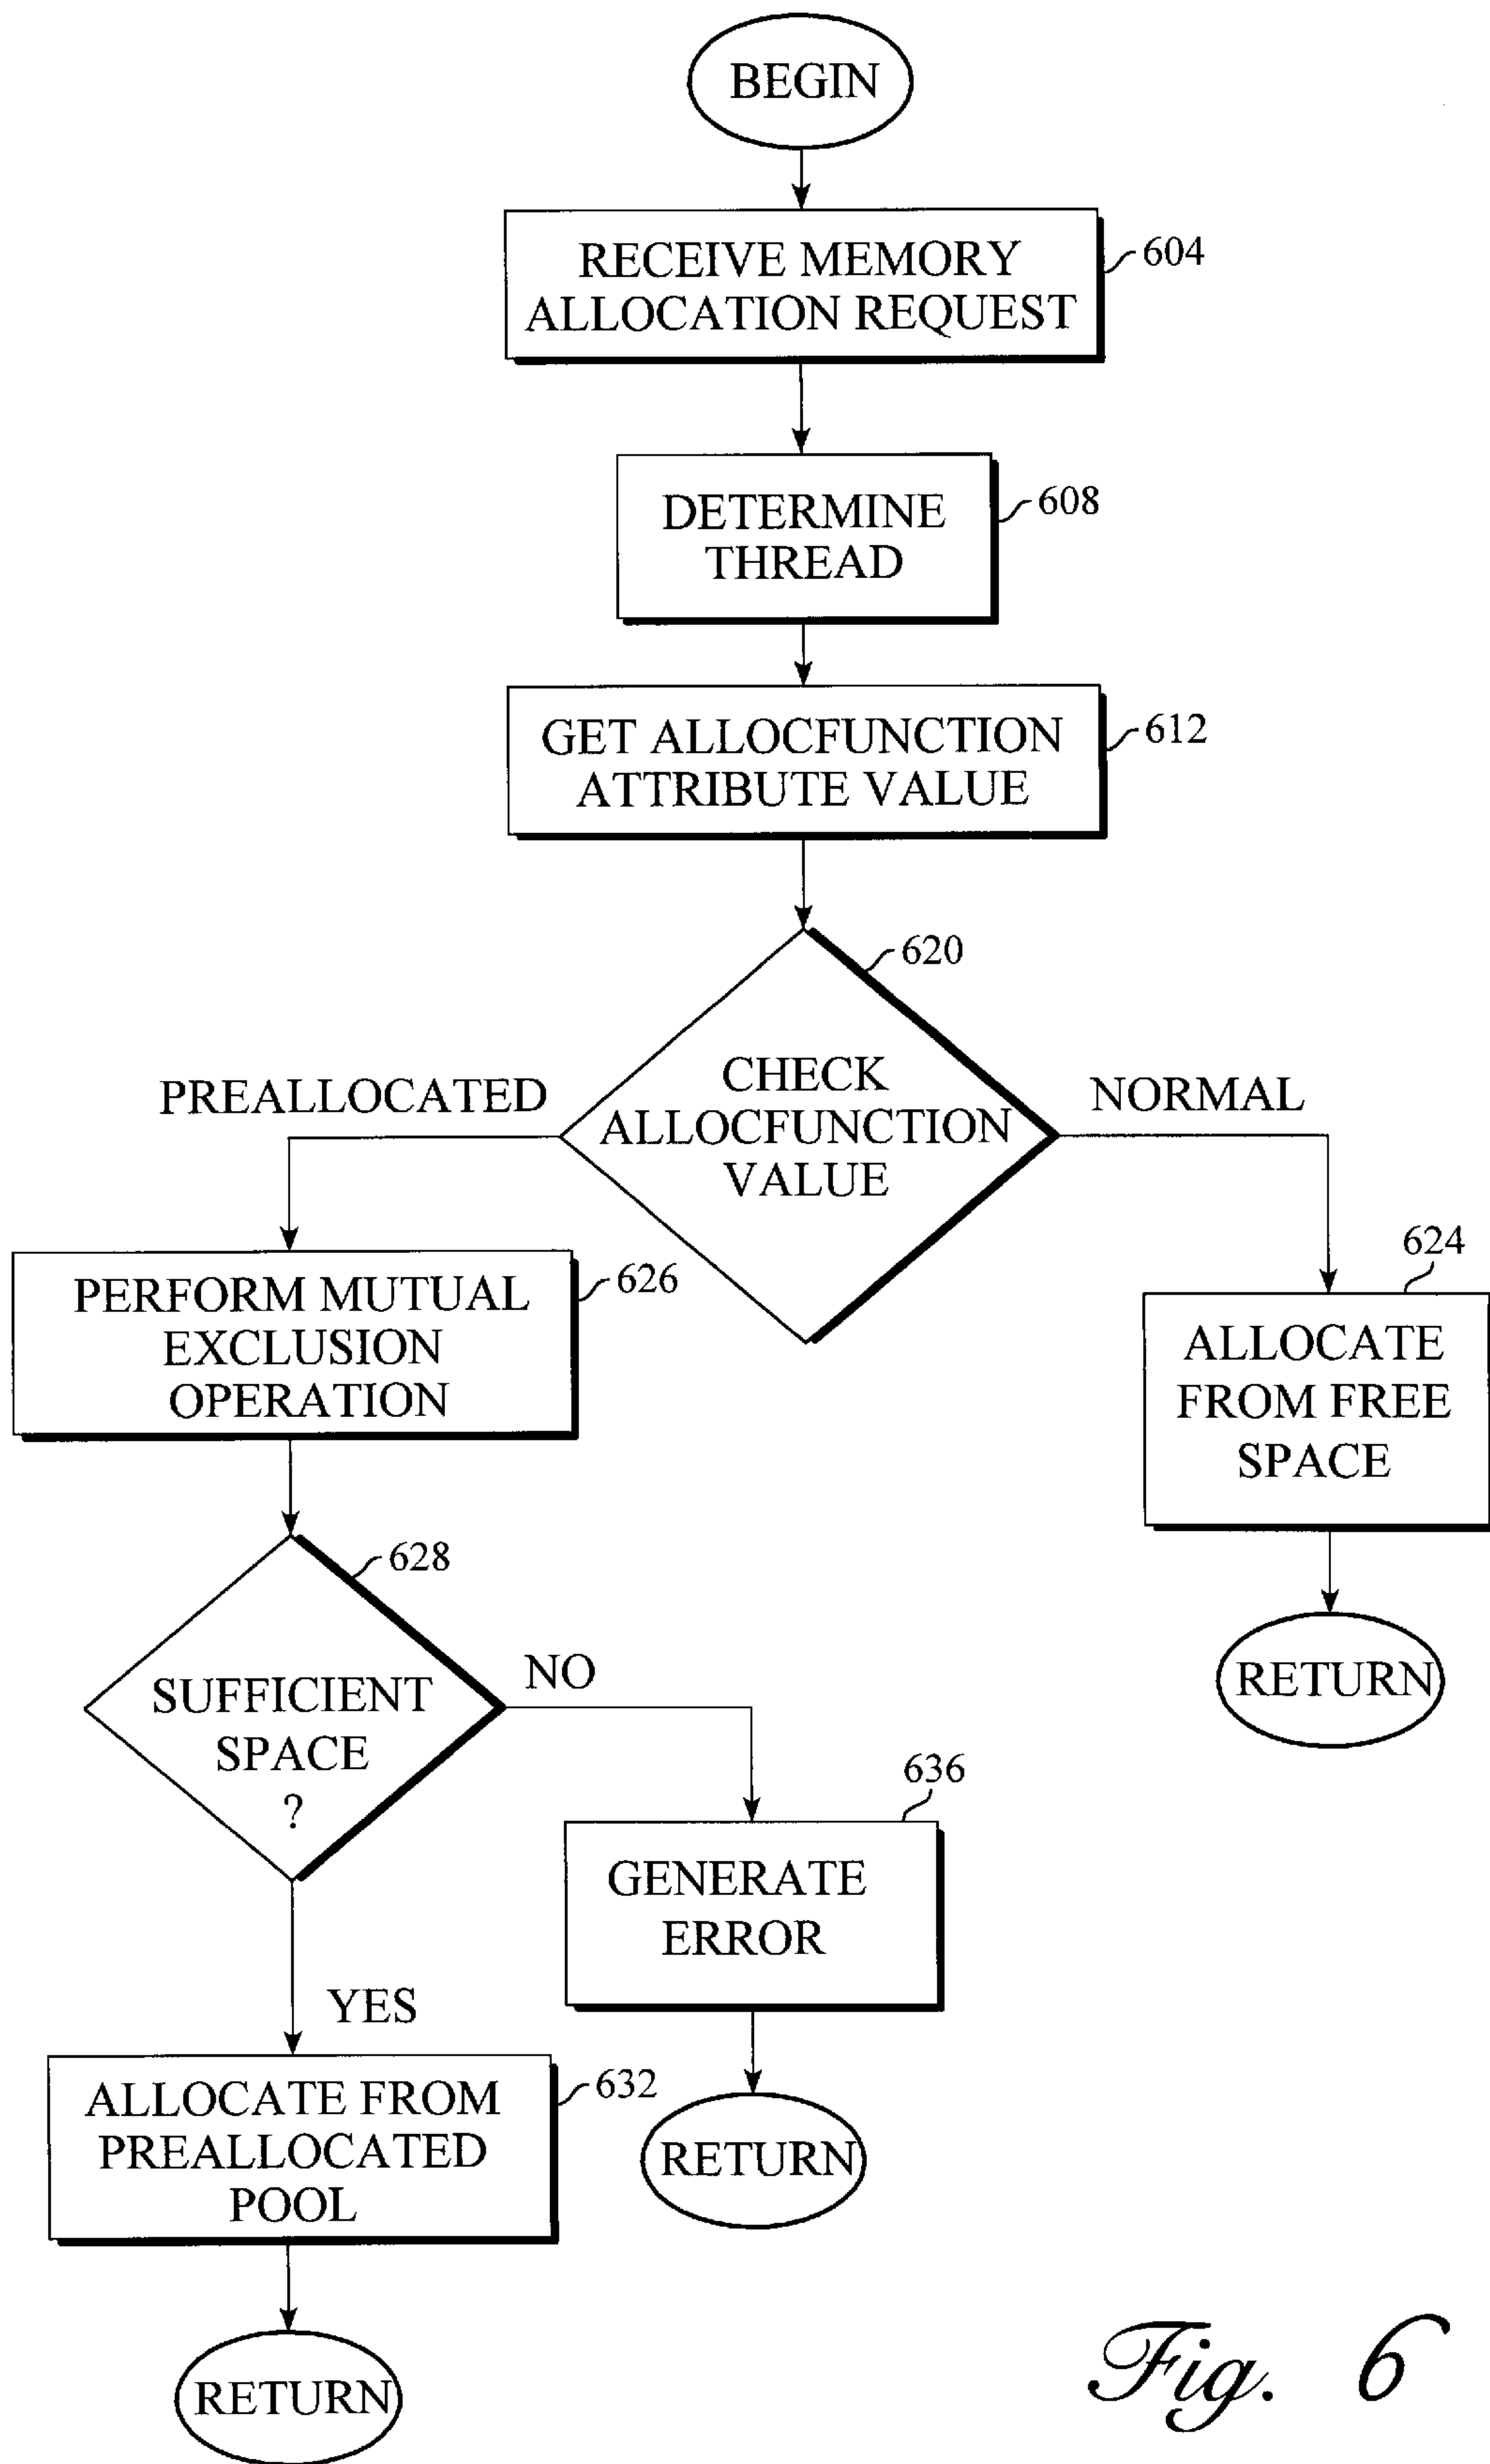 BEGIN
RECEIVE MEMORY
ALLOCATION REQUEST
604
DETERMINE
THREAD
608
GET ALLOCFUNCTION
ATTRIBUTE VALUE
612
620
CHECK
ALLOCFUNCTION
VALUE
PREALLOCATED
NORMAL
PERFORM MUTUAL
EXCLUSION
OPERATION
626
624
ALLOCATE
FROM FREE
SPACE
RETURN
628
SUFFICIENT
SPACE
?
NO
636
GENERATE
ERROR
RETURN
YES
ALLOCATE FROM
PREALLOCATED
POOL
632
RETURN
Fig. 6